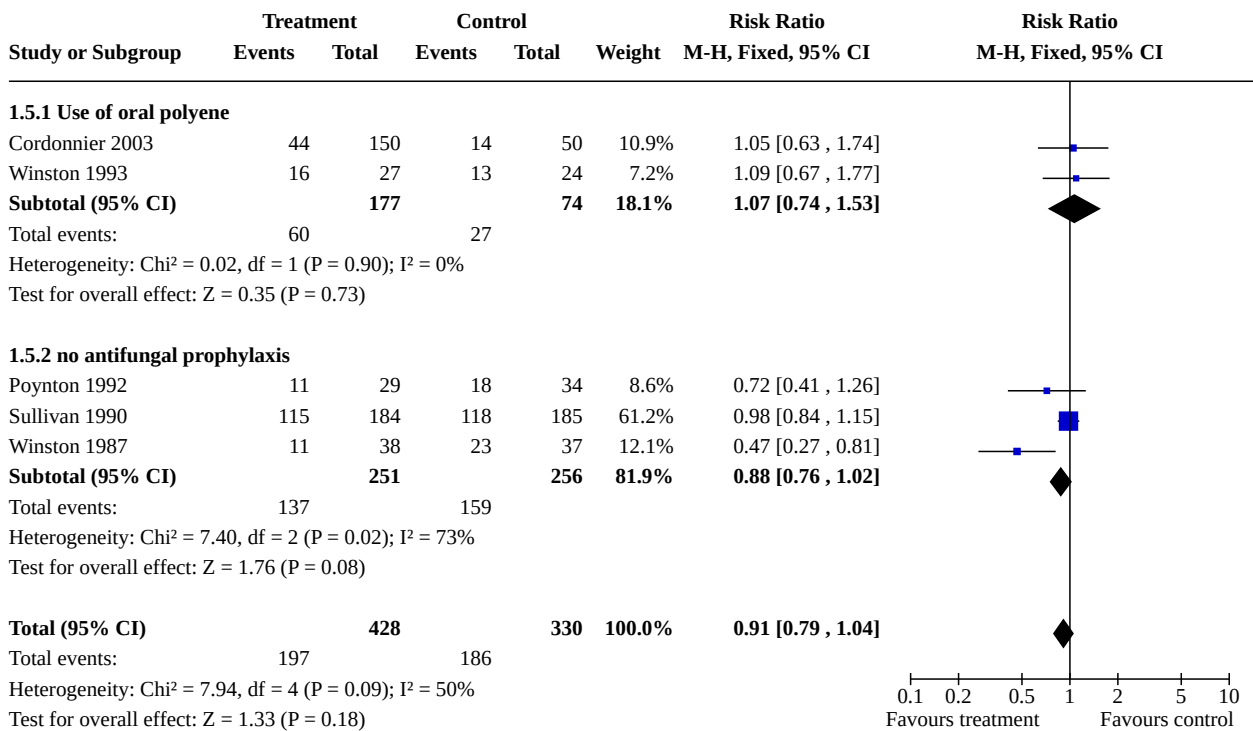 Treatment Control Risk Ratio Risk Ratio
Study or Subgroup Events Total Events Total Weight M-H, Fixed, 95% CI M-H, Fixed, 95% CI
1.5.1 Use of oral polyene
Cordonnier 2003 44 150 14 50 10.9% 1.05 [0.63 , 1.74]
Winston 1993 16 27 13 24 7.2% 1.09 [0.67 , 1.77]
Subtotal (95% CI) 177 74 18.1% 1.07 [0.74 , 1.53]
Total events: 60 27
Heterogeneity: Chi² = 0.02, df = 1 (P = 0.90); I² = 0%
Test for overall effect: Z = 0.35 (P = 0.73)
1.5.2 no antifungal prophylaxis
Poynton 1992 11 29 18 34 8.6% 0.72 [0.41 , 1.26]
Sullivan 1990 115 184 118 185 61.2% 0.98 [0.84 , 1.15]
Winston 1987 11 38 23 37 12.1% 0.47 [0.27 , 0.81]
Subtotal (95% CI) 251 256 81.9% 0.88 [0.76 , 1.02]
Total events: 137 159
Heterogeneity: Chi² = 7.40, df = 2 (P = 0.02); I² = 73%
Test for overall effect: Z = 1.76 (P = 0.08)
Total (95% CI) 428 330 100.0% 0.91 [0.79 , 1.04]
Total events: 197 186
Heterogeneity: Chi² = 7.94, df = 4 (P = 0.09); I² = 50%
Test for overall effect: Z = 1.33 (P = 0.18)
0.1 0.2 0.5 1 2 5 10
Favours treatment Favours control